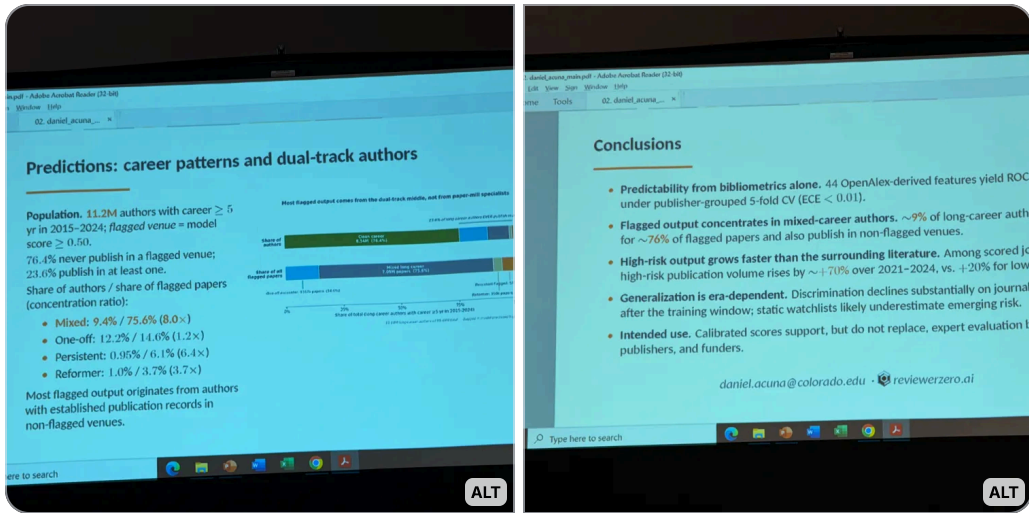 in.pdf - Adobe Acrobat Reader (32-bit)
Window Help
02. daniel_acuna_... ×
Predictions: career patterns and dual-track authors
Population. 11.2M authors with career ≥ 5
yr in 2015–2024; flagged venue = model
score ≥ 0.50.
76.4% never publish in a flagged venue;
23.6% publish in at least one.
Share of authors / share of flagged papers
(concentration ratio):
• Mixed: 9.4% / 75.6% (8.0×)
• One-off: 12.2% / 14.6% (1.2×)
• Persistent: 0.95% / 6.1% (6.4×)
• Reformer: 1.0% / 3.7% (3.7×)
Most flagged output originates from authors
with established publication records in
non-flagged venues.
Most flagged output comes from the dual-track middle, not from paper-mill specialists
Share of
authors
Share of all
flagged papers
ere to search
ALT
daniel_acuna_main.pdf - Adobe Acrobat Reader (32-bit)
Edit View Sign Window Help
me Tools 02. daniel_acuna_... ×
Conclusions
• Predictability from bibliometrics alone. 44 OpenAlex-derived features yield ROC
under publisher-grouped 5-fold CV (ECE < 0.01).
• Flagged output concentrates in mixed-career authors. ~9% of long-career auth
for ~76% of flagged papers and also publish in non-flagged venues.
• High-risk output grows faster than the surrounding literature. Among scored jo
high-risk publication volume rises by ~+70% over 2021–2024, vs. +20% for low
• Generalization is era-dependent. Discrimination declines substantially on journal
after the training window; static watchlists likely underestimate emerging risk.
• Intended use. Calibrated scores support, but do not replace, expert evaluation b
publishers, and funders.
daniel.acuna@colorado.edu · reviewerzero.ai
Type here to search
ALT